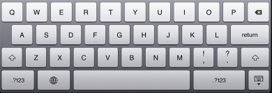 Q W E R T Y U I O P
A S D F G H J K L return
Z X C V B N M ! , ? .
.?123 .?123